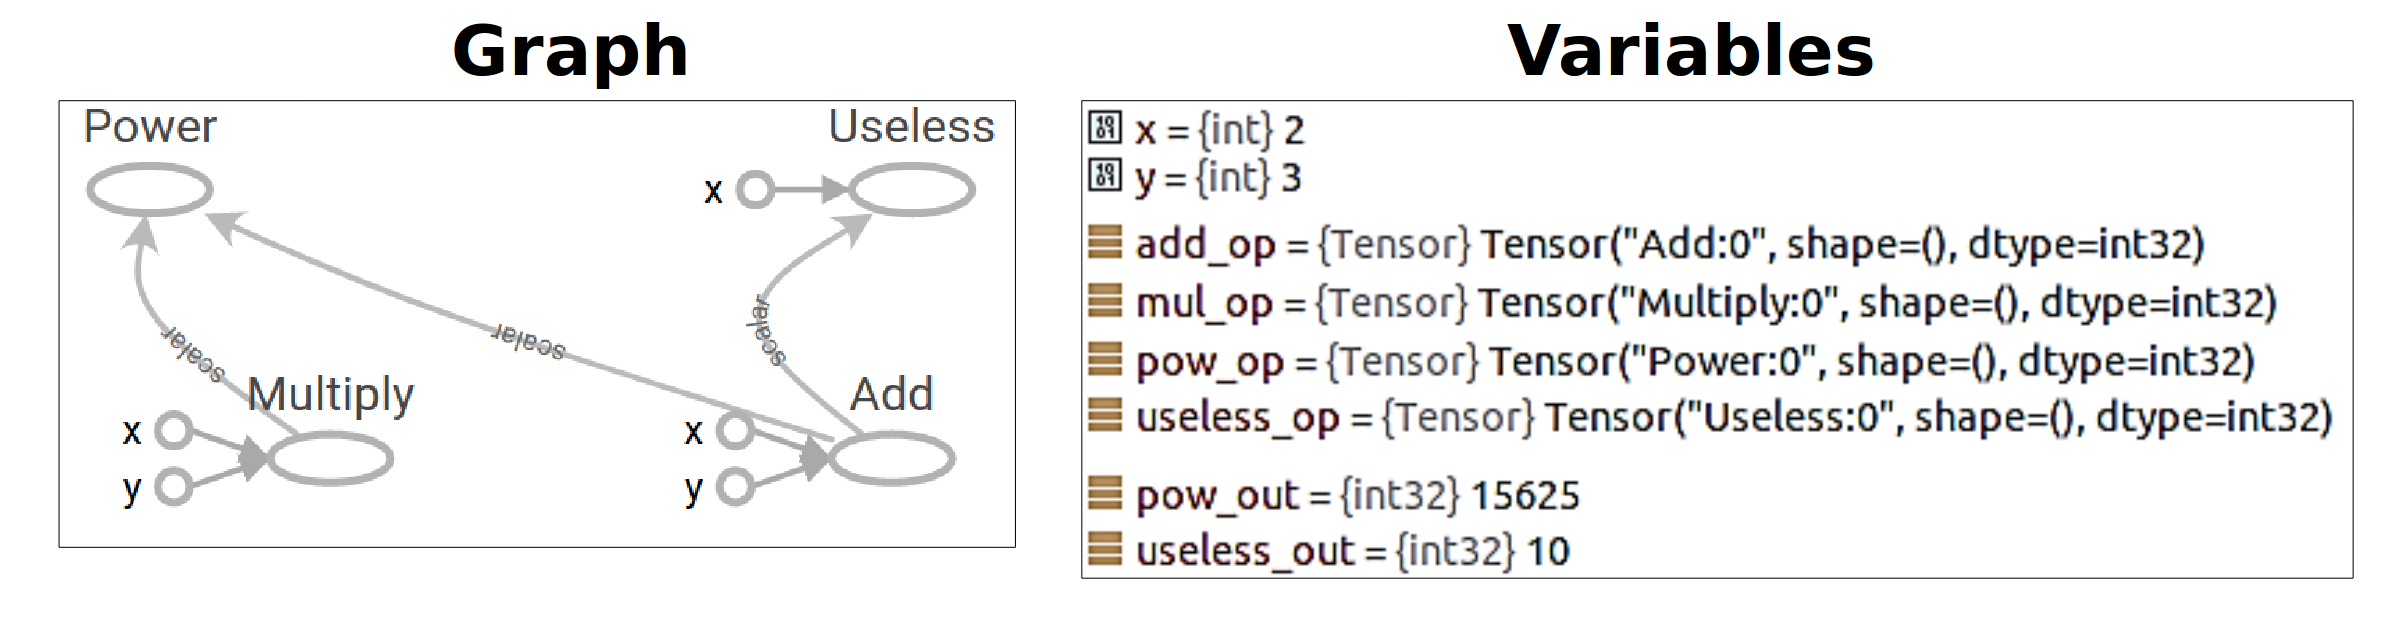 Graph
Variables
Power
Useless
x
scalar
scalar
scalar
Multiply
Add
x
y
x
y
x = {int} 2
y = {int} 3
add_op = {Tensor} Tensor("Add:0", shape=(), dtype=int32)
mul_op = {Tensor} Tensor("Multiply:0", shape=(), dtype=int32)
pow_op = {Tensor} Tensor("Power:0", shape=(), dtype=int32)
useless_op = {Tensor} Tensor("Useless:0", shape=(), dtype=int32)
pow_out = {int32} 15625
useless_out = {int32} 10